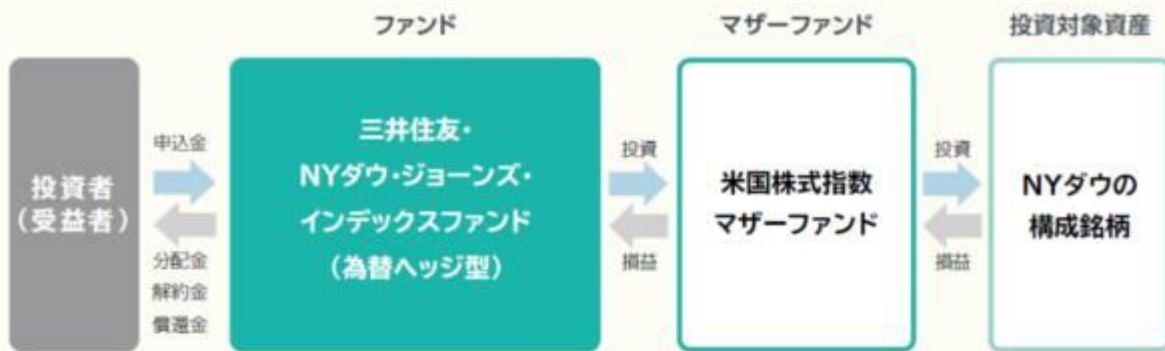 ファンド
マザーファンド
投資対象資産
投資者
（受益者）
申込金
分配金
解約金
償還金
三井住友・
NYダウ・ジョーンズ・
インデックスファンド
（為替ヘッジ型）
投資
損益
米国株式指数
マザーファンド
投資
損益
NYダウの
構成銘柄